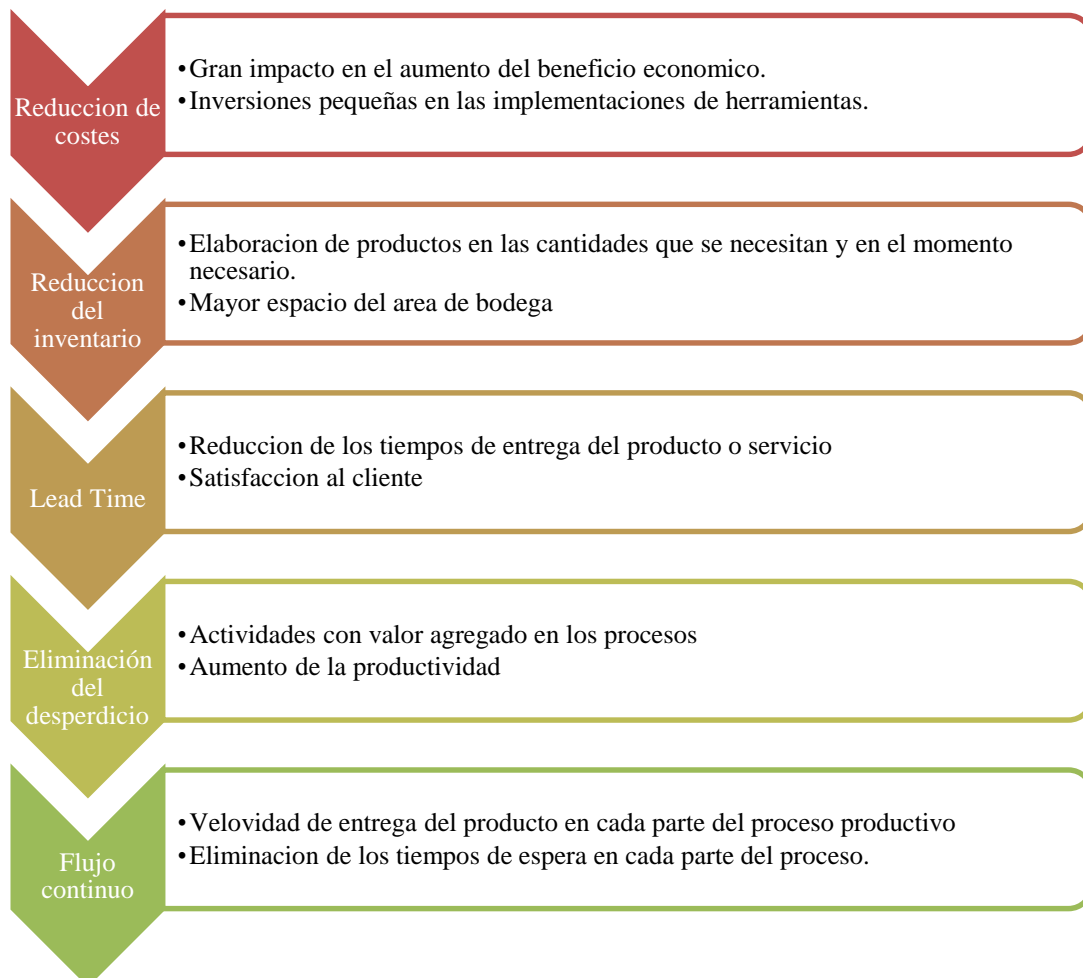 Reduccion de
costes
•Gran impacto en el aumento del beneficio economico.
•Inversiones pequeñas en las implementaciones de herramientas.
Reduccion
del
inventario
•Elaboracion de productos en las cantidades que se necesitan y en el momento
necesario.
•Mayor espacio del area de bodega
Lead Time
•Reduccion de los tiempos de entrega del producto o servicio
•Satisfaccion al cliente
Eliminación
del
desperdicio
•Actividades con valor agregado en los procesos
•Aumento de la productividad
Flujo
continuo
•Velovidad de entrega del producto en cada parte del proceso productivo
•Eliminacion de los tiempos de espera en cada parte del proceso.